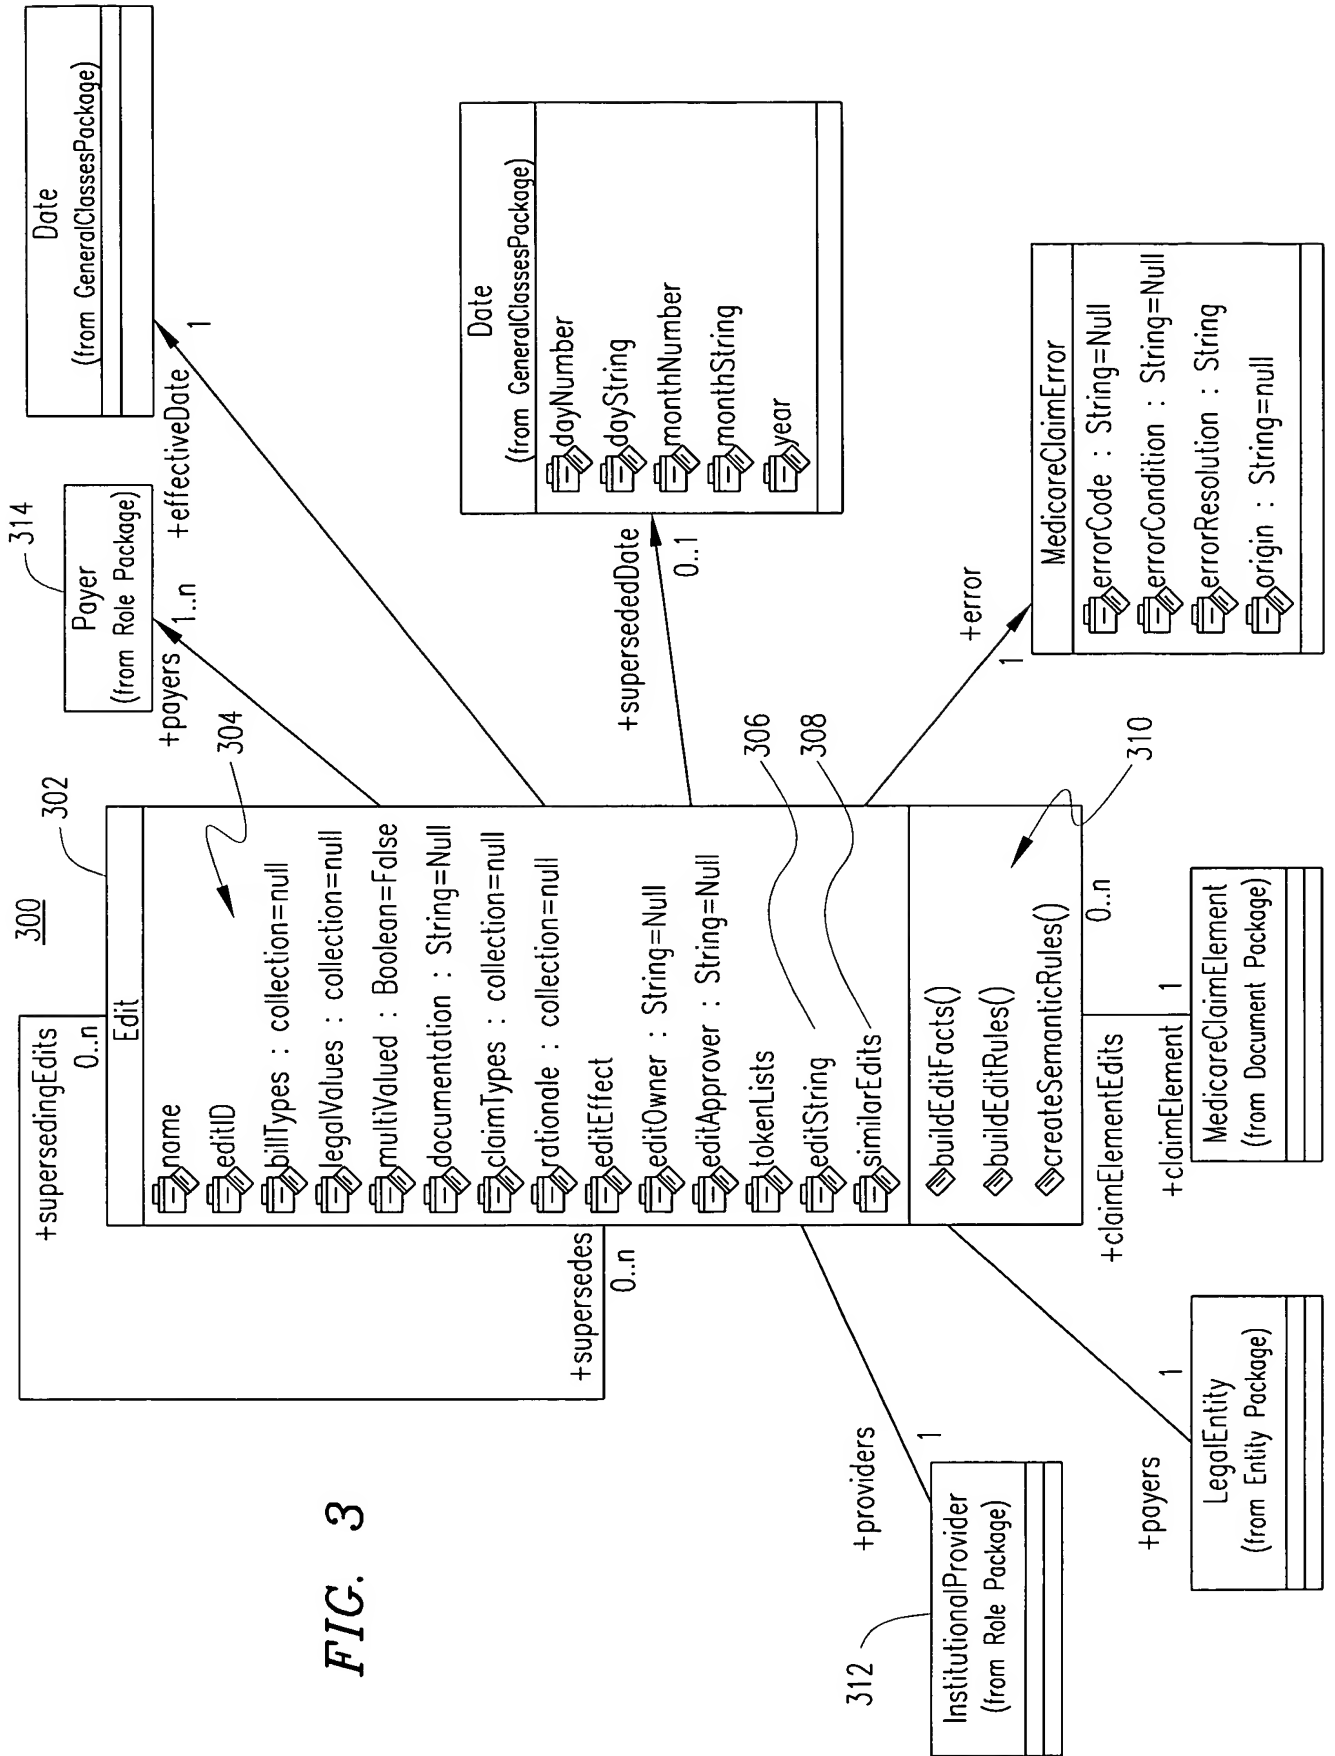 300
302
+supersedingEdits
0..n
Edit
name
editID
billTypes : collection=null
legalValues : collection=null
multiValued : Boolean=False
documentation : String=Null
claimTypes : collection=null
rationale : collection=null
editEffect
editOwner : String=Null
editApprover : String=Null
tokenLists
editString
similarEdits
buildEditFacts()
buildEditRules()
createSemanticRules()
304
306
308
310
+supersedes
0..n
314
Payer
(from Role Package)
+payers
1..n
Date
(from GeneralClassesPackage)
+effectiveDate
1
Date
(from GeneralClassesPackage)
dayNumber
dayString
monthNumber
monthString
year
+supersededDate
0..1
MedicareClaimError
errorCode : String=Null
errorCondition : String=Null
errorResolution : String
origin : String=null
+error
1
0..n
+claimElementEdits
+claimElement
1
MedicareClaimElement
(from Document Package)
+providers
1
312
InstitutionalProvider
(from Role Package)
+payers
1
LegalEntity
(from Entity Package)
FIG. 3